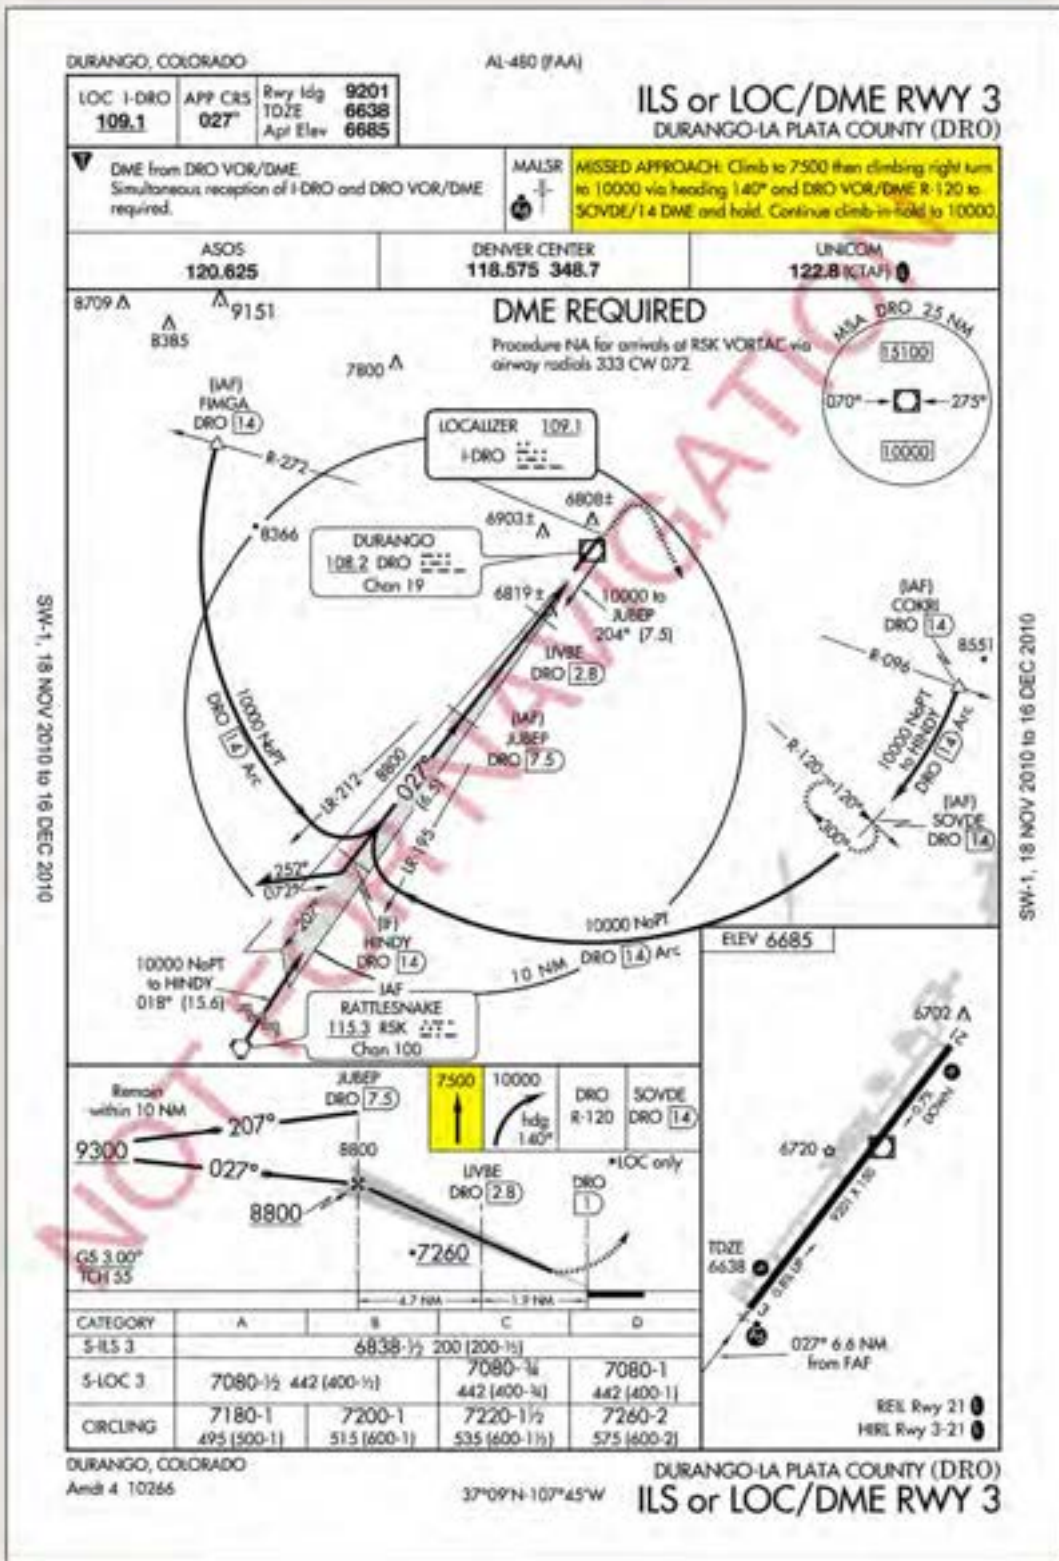 DURANGO, COLORADO
AL-480 (FAA)
LOC I-DRO
109.1
APP CRS
027°
Rwy Idg 9201
TDZE 6638
Apt Elev 6685
ILS or LOC/DME RWY 3
DURANGO-LA PLATA COUNTY (DRO)
T
DME from DRO VOR/DME.
Simultaneous reception of I-DRO and DRO VOR/DME
required.
MALSR
MISSED APPROACH: Climb to 7500 then climbing right turn
to 10000 via heading 140° and DRO VOR/DME R-120 to
SOVDE/14 DME and hold. Continue climb-in-hold to 10000.
ASOS
120.625
DENVER CENTER
118.575 348.7
UNICOM
122.8 (CTAF) L
DME REQUIRED
Procedure NA for arrivals at RSK VORTAC via
airway radials 333 CW 072
8709
8385
9151
7800
MSA DRO 25 NM
15100
070°
275°
10000
(IAF)
FIMGA
DRO 14
R-272
8366
LOCALIZER 109.1
I-DRO
6903±
6808±
DURANGO
108.2 DRO
Chan 19
6819±
10000 to
JUBEP
204° (7.5)
LIVBE
DRO 2.8
(IAF)
JUBEP
DRO 7.5
(IAF)
COKRI
DRO 14
8551
R-096
10000 NoPT
to HINDY
DRO 14 Arc
R-120
120°
300°
(IAF)
SOVDE
DRO 14
10000 NoPT
DRO 14 Arc
LR-212
8800
027°
(6.5)
LR-195
252°
072°
207°
(IF)
HINDY
DRO 14
10000 NoPT
DRO 14 Arc
10 NM
10000 NoPT
to HINDY
018° (15.6)
IAF
RATTLESNAKE
115.3 RSK
Chan 100
SW-1, 18 NOV 2010 to 16 DEC 2010
SW-1, 18 NOV 2010 to 16 DEC 2010
NOT FOR NAVIGATION
ELEV 6685
6702
21
0.75
DOWN
6720
9201 X 150
TDZE
6638
0.8% UP
3
027° 6.6 NM
from FAF
REIL Rwy 21 L
HIRL Rwy 3-21 L
Remain
within 10 NM
JUBEP
DRO 7.5
9300
207°
027°
8800
8800
GS 3.00°
TCH 55
7500
10000
hdg
140°
DRO
R-120
SOVDE
DRO 14
*LOC only
LIVBE
DRO 2.8
DRO
1
*7260
4.7 NM
1.9 NM
CATEGORY A B C D
S-ILS 3 6838-½ 200 (200-½)
S-LOC 3 7080-½ 442 (400-½)
7080-¾
442 (400-¾)
7080-1
442 (400-1)
CIRCLING
7180-1
495 (500-1)
7200-1
515 (600-1)
7220-1½
535 (600-1½)
7260-2
575 (600-2)
DURANGO, COLORADO
Amdt 4 10266
37°09'N-107°45'W
DURANGO-LA PLATA COUNTY (DRO)
ILS or LOC/DME RWY 3